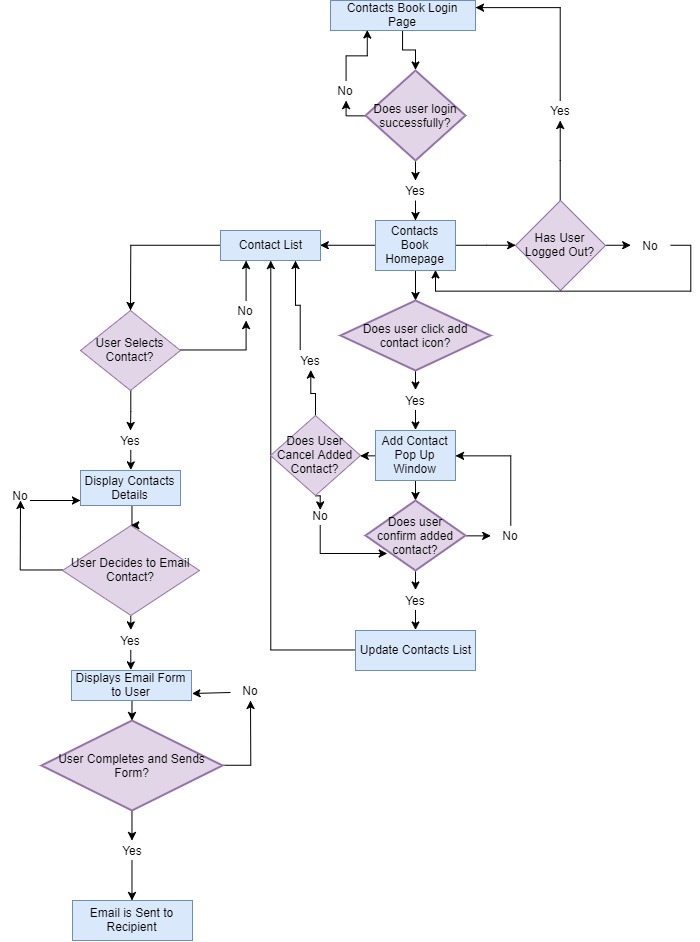 Contacts Book Login
Page
No
Does user login
successfully?
Yes
Yes
Contact List
Contacts
Book
Homepage
Has User
Logged Out?
No
No
User Selects
Contact?
Does user click add
contact icon?
Yes
Yes
Yes
Does User
Cancel Added
Contact?
Add Contact
Pop Up
Window
Display Contacts
Details
No
No
Does user
confirm added
contact?
No
User Decides to Email
Contact?
Yes
Yes
Update Contacts List
Displays Email Form
to User
No
User Completes and Sends
Form?
Yes
Email is Sent to
Recipient